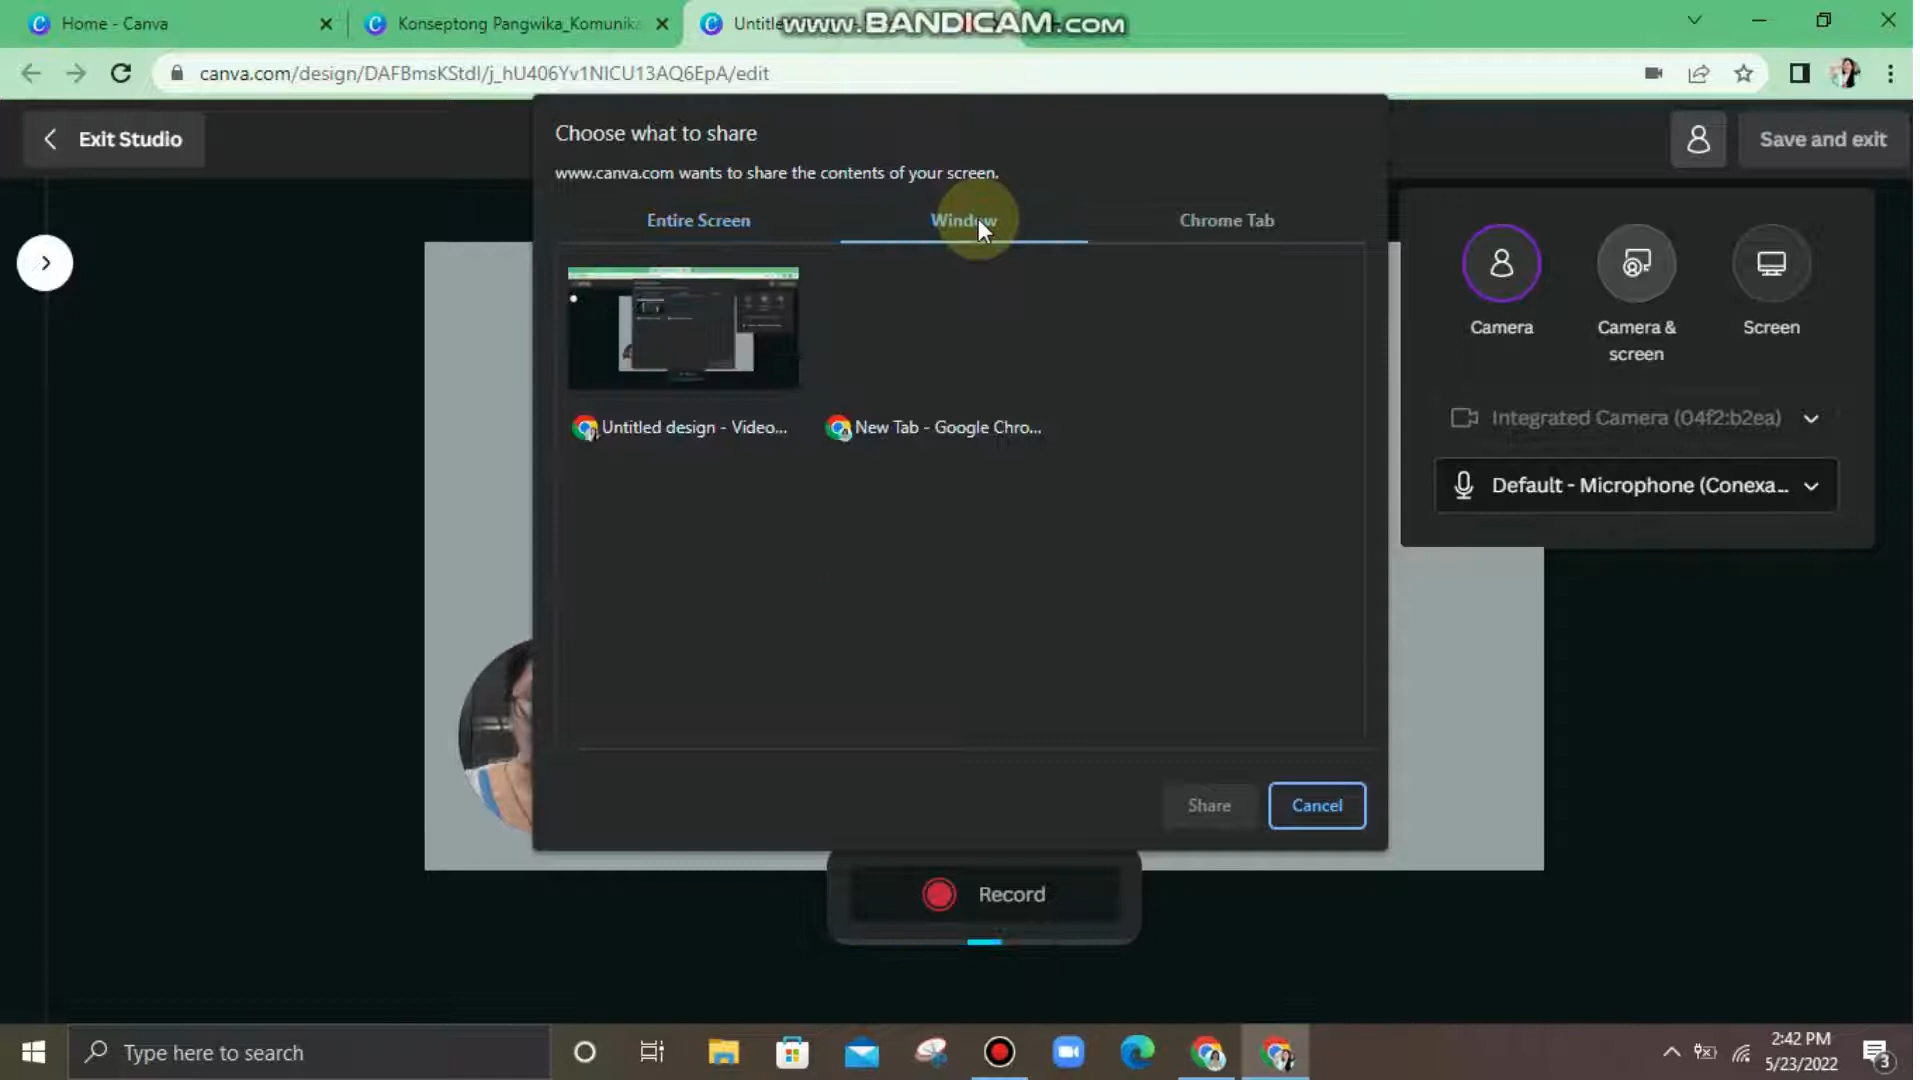 Home - Canva
Konseptong Pangwika_Komunika
Untitle
www.BANDICAM.com
canva.com/design/DAFBmsKStdI/j_hU406Yv1NICU13AQ6EpA/edit
Exit Studio
Save and exit
Choose what to share
www.canva.com wants to share the contents of your screen.
Entire Screen
Window
Chrome Tab
Untitled design - Video...
New Tab - Google Chro...
Share
Cancel
Camera
Camera &
screen
Screen
Integrated Camera (04f2:b2ea)
Default - Microphone (Conexa...
Record
Type here to search
2:42 PM
5/23/2022
3